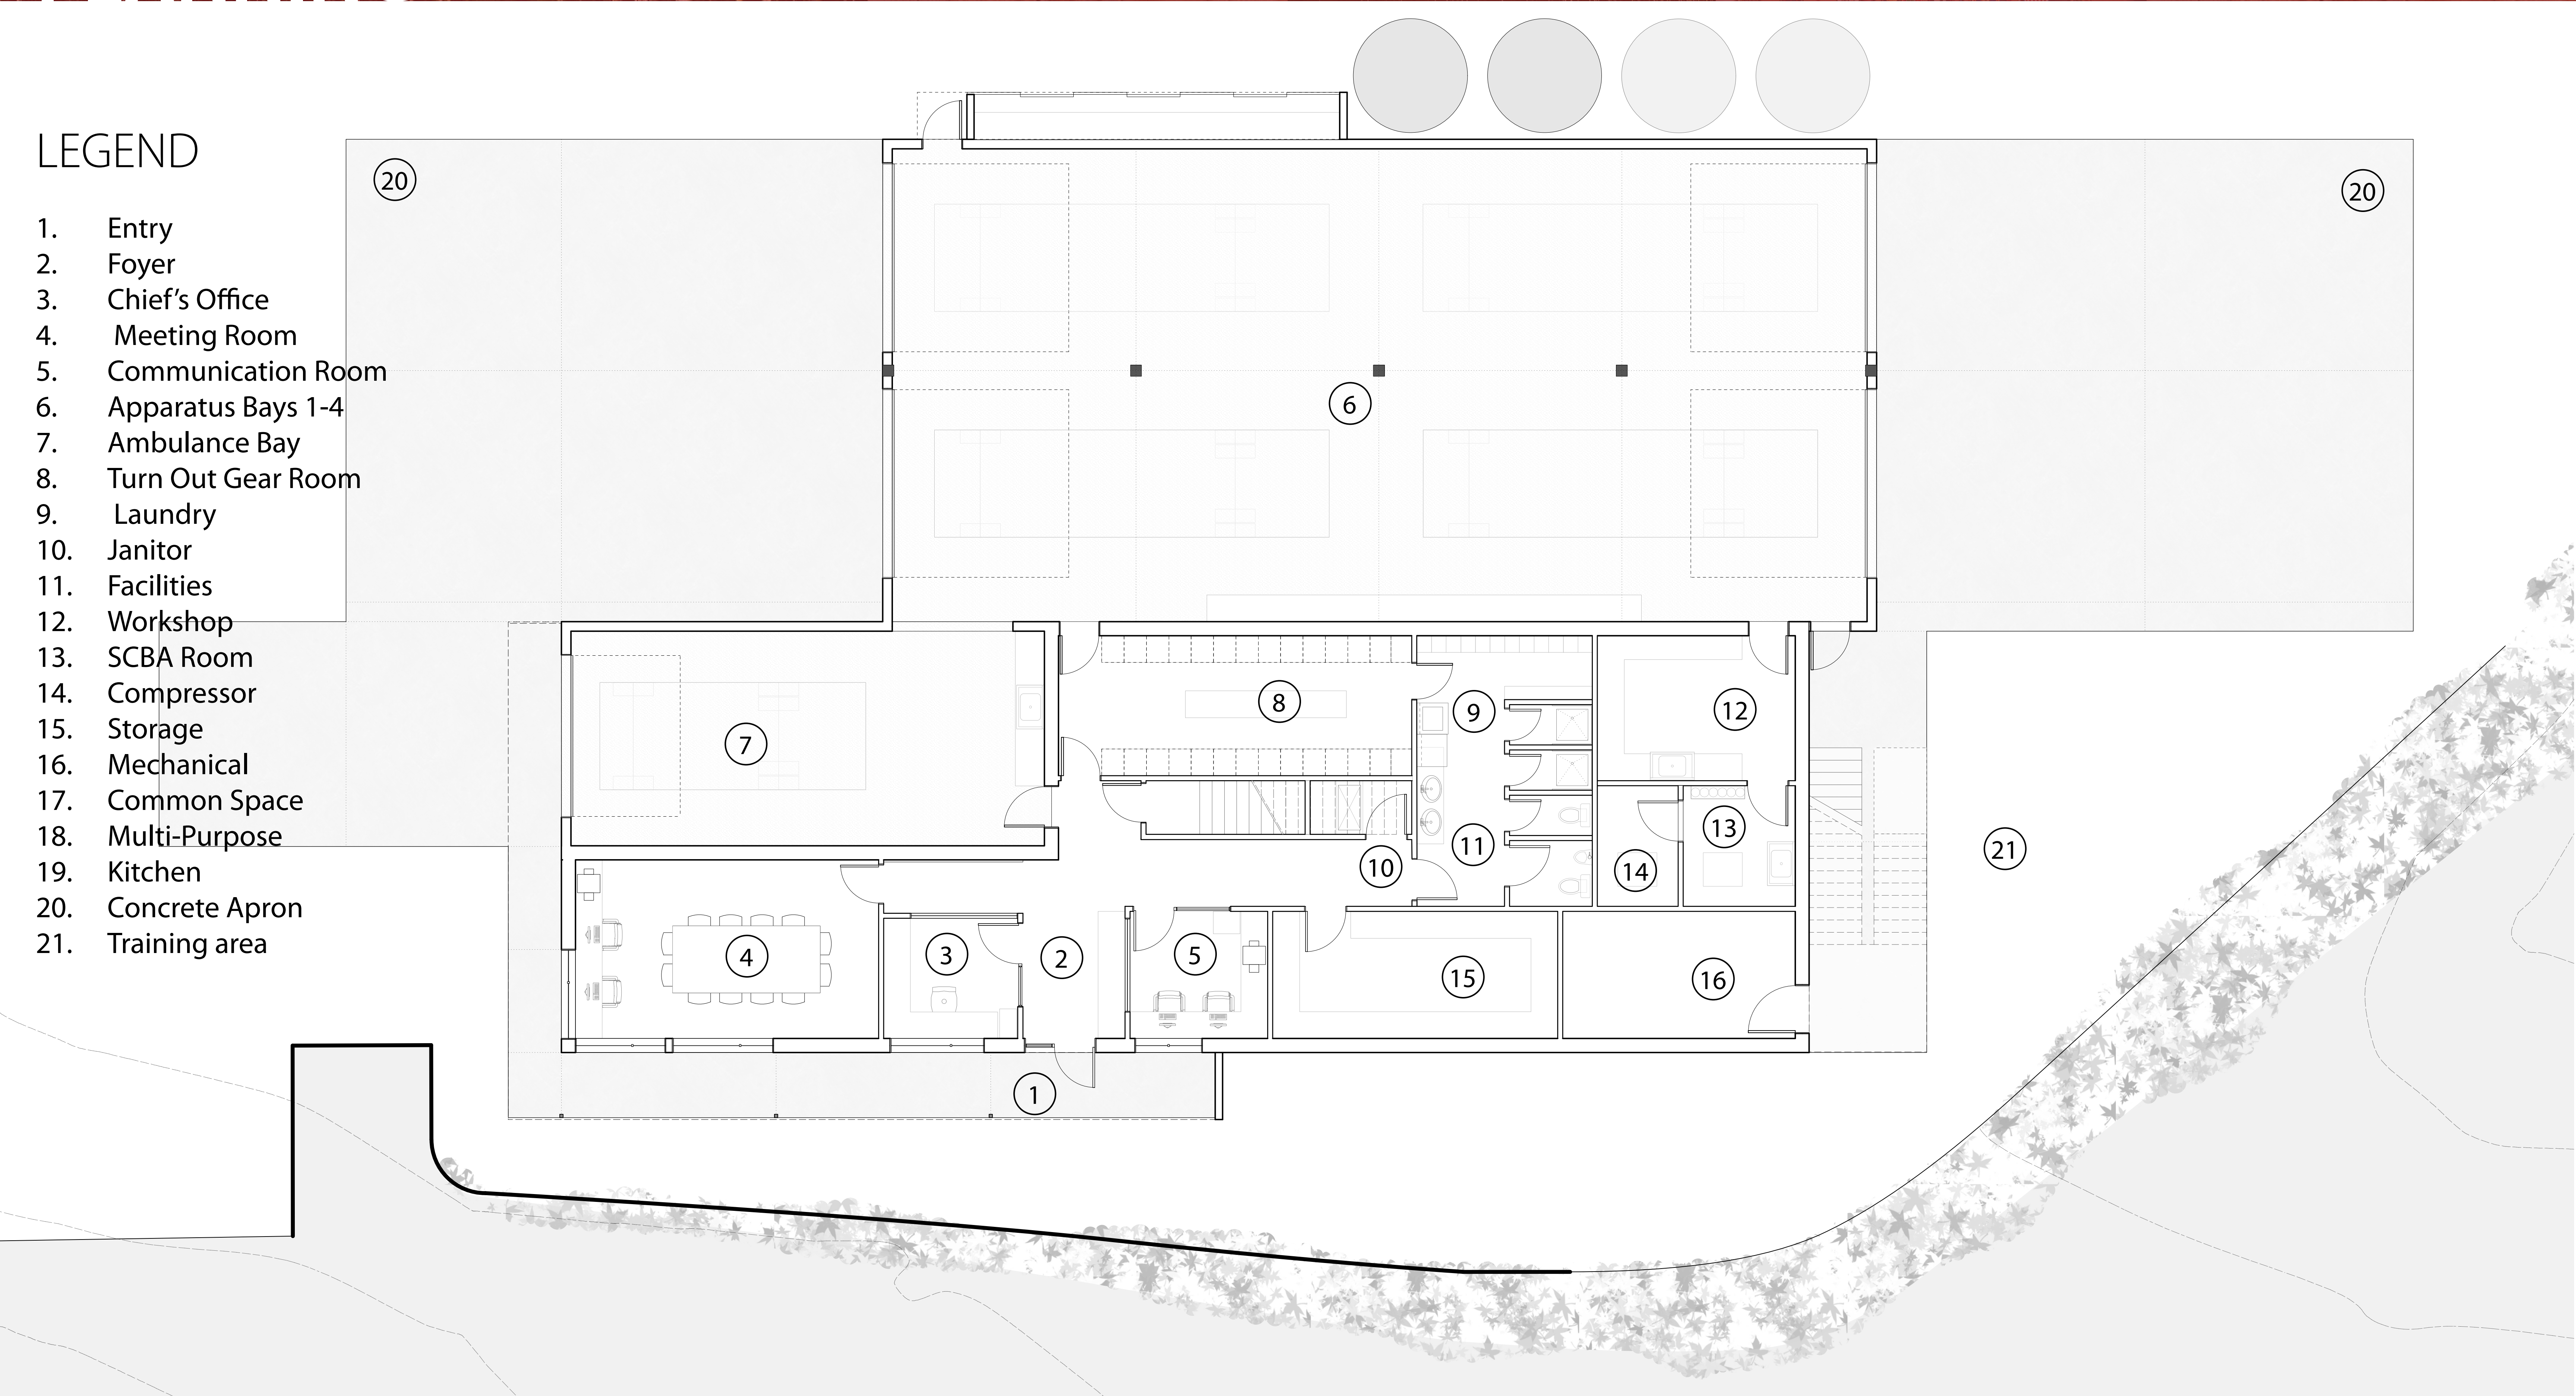 LEGEND
1. Entry
2. Foyer
3. Chief’s Office
4. Meeting Room
5. Communication Room
6. Apparatus Bays 1-4
7. Ambulance Bay
8. Turn Out Gear Room
9. Laundry
10. Janitor
11. Facilities
12. Workshop
13. SCBA Room
14. Compressor
15. Storage
16. Mechanical
17. Common Space
18. Multi-Purpose
19. Kitchen
20. Concrete Apron
21. Training area
20
20
6
8
9
12
7
13
11
21
10
14
3
5
4
2
15
16
1